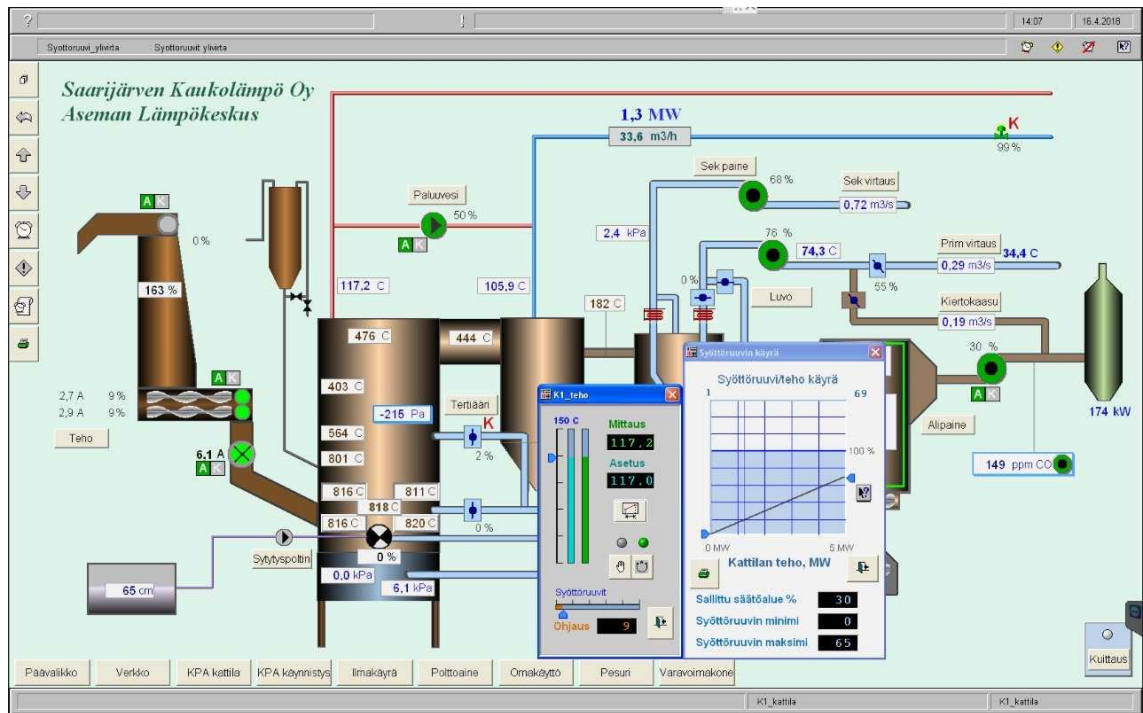 14:07
16.4.2018
Syottoruuvi_ylivirta
Syottoruuvit ylivirta
Saarijärven Kaukolämpö Oy
Aseman Lämpökeskus
1,3 MW
33,6 m3/h
K
99 %
Sek paine
68 %
Sek virtaus
0,72 m3/s
Paluuvesi
50 %
A K
A K
0 %
2,4 kPa
76 %
74,3 C
Prim virtaus
34,4 C
0,29 m3/s
55 %
0 %
Luvo
163 %
117,2 C
105,9 C
182 C
Kiertokaasu
0,19 m3/s
476 C
444 C
30 %
A K
403 C
A K
2,7 A 9 %
2,9 A 9 %
Teho
-215 Pa
Tertiääri
K
2 %
174 kW
Alipaine
564 C
6,1 A
A K
801 C
149 ppm CO
816 C
811 C
818 C
816 C
820 C
0 %
0 %
Sytytyspoltin
0,0 kPa
6,1 kPa
65 cm
K1_teho
150 C
Mittaus
117,2
Asetus
117.0
Syöttöruuvit
Ohjaus 9
Syöttöruuvin käyrä
Syöttöruuvi/teho käyrä
1
69
100 %
0 MW
5 MW
Kattilan teho, MW
Sallittu säätöalue % 30
Syöttöruuvin minimi 0
Syöttöruuvin maksimi 65
Kuittaus
Päävalikko
Verkko
KPA kattila
KPA käynnistys
Ilmakäyrä
Polttoaine
Omakäyttö
Pesuri
Varavoimakone
K1_kattila
K1_kattila